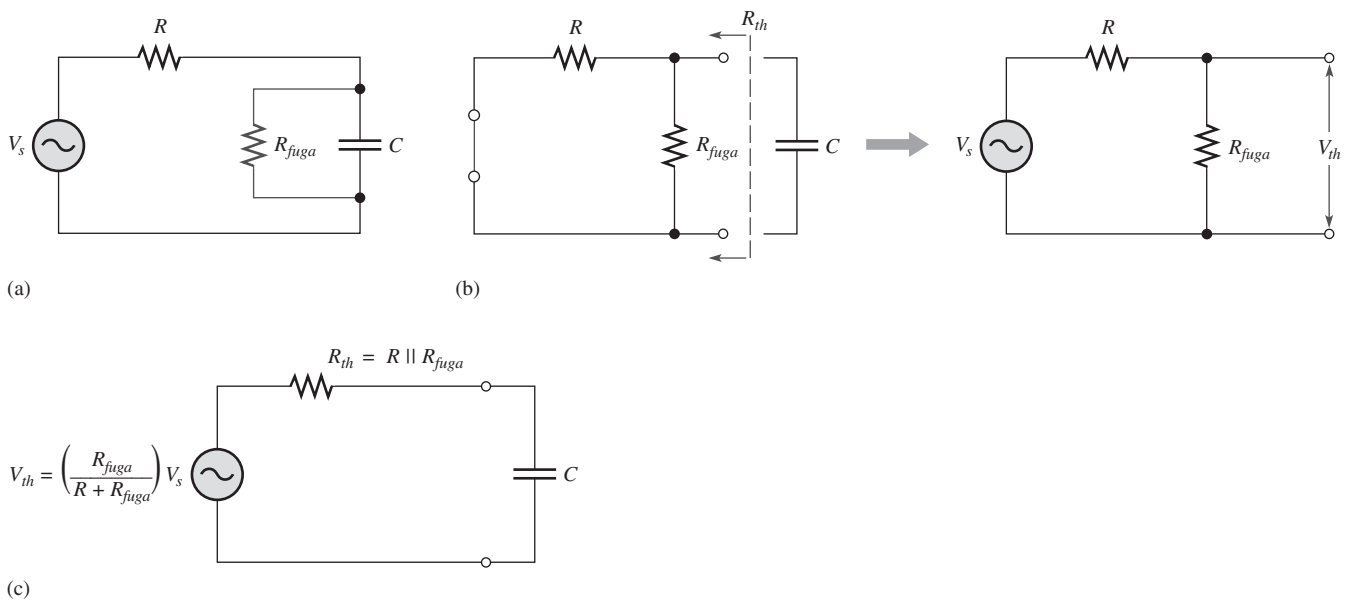 R
V_s
R_fuga
C
(a)
R
R_th
R_fuga
C
(b)
R
V_s
R_fuga
V_th
R_th = R || R_fuga
V_th = (R_fuga / R + R_fuga) V_s
C
(c)